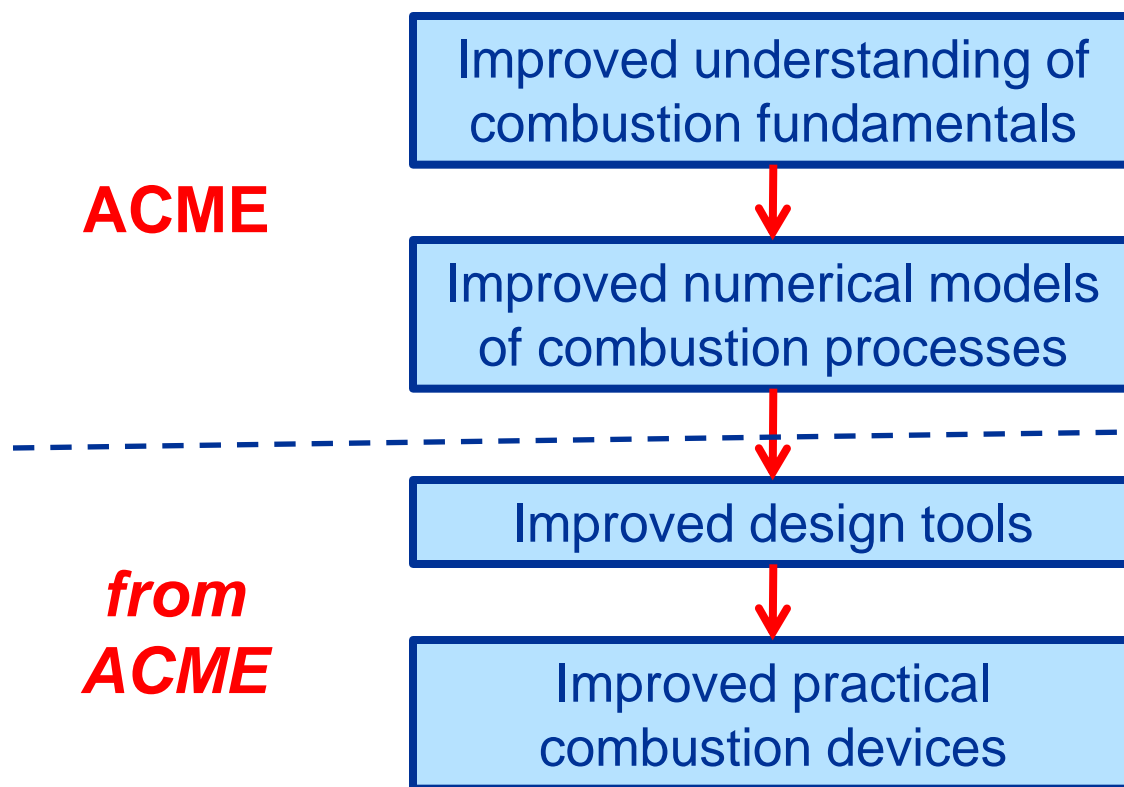 Improved understanding of
combustion fundamentals
ACME
Improved numerical models
of combustion processes
Improved design tools
from
ACME
Improved practical
combustion devices